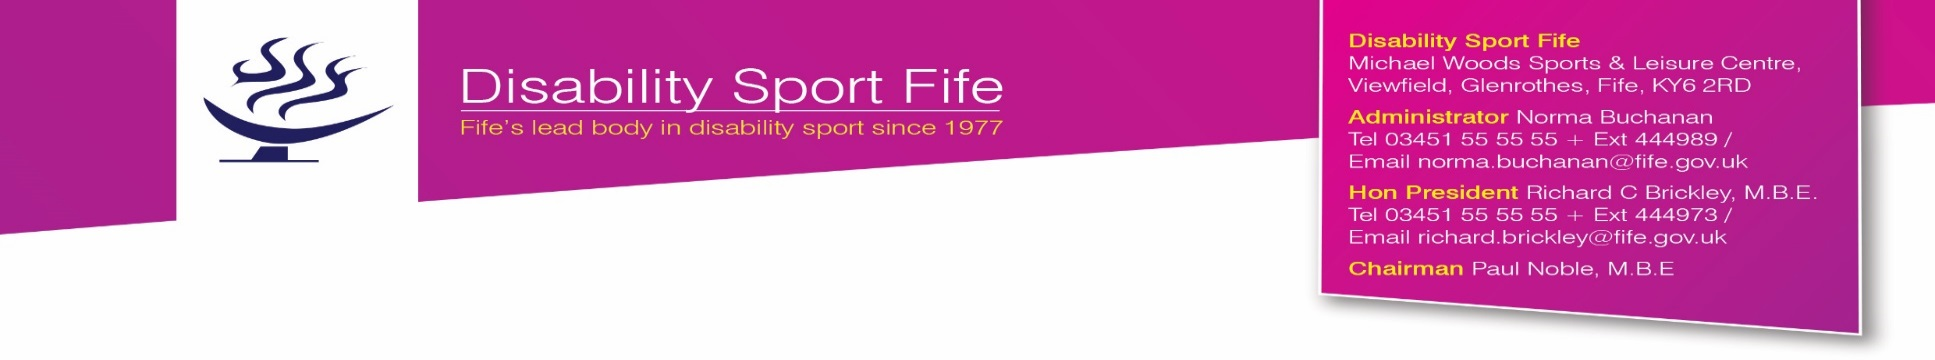 Disability Sport Fife
Fife's lead body in disability sport since 1977
Disability Sport Fife
Michael Woods Sports & Leisure Centre,
Viewfield, Glenrothes, Fife, KY6 2RD
Administrator Norma Buchanan
Tel 03451 55 55 55 + Ext 444989 /
Email norma.buchanan@fife.gov.uk
Hon President Richard C Brickley, M.B.E.
Tel 03451 55 55 55 + Ext 444973 /
Email richard.brickley@fife.gov.uk
Chairman Paul Noble, M.B.E